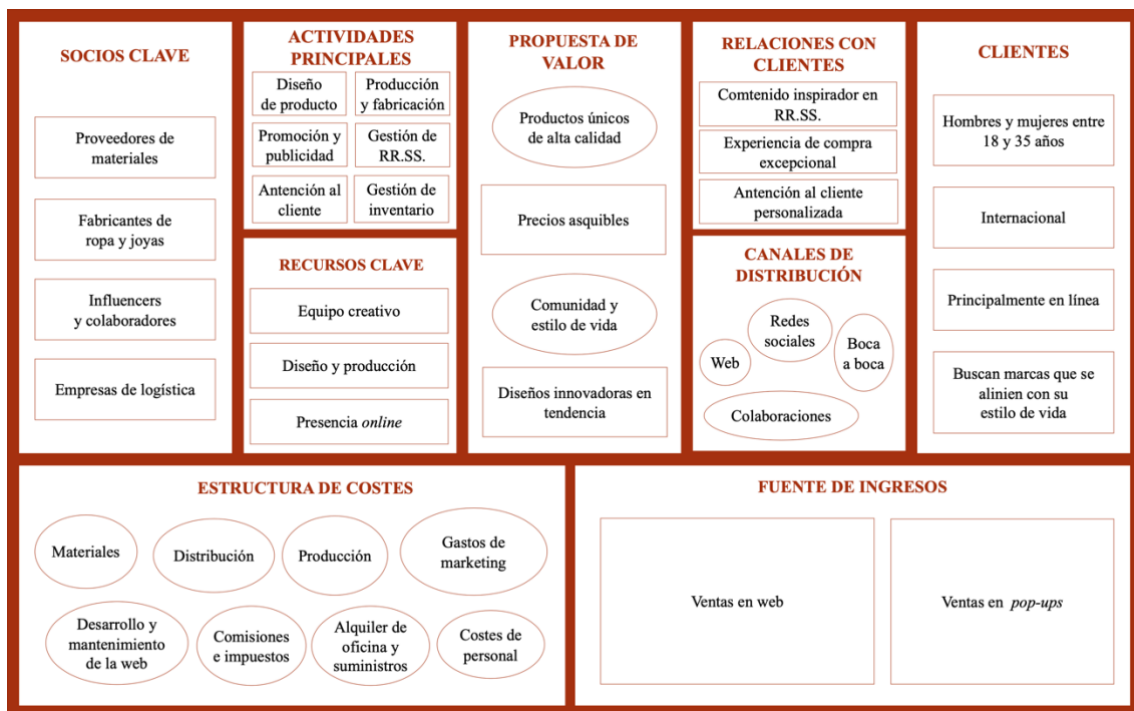 SOCIOS CLAVE
Proveedores de
materiales
Fabricantes de
ropa y joyas
Influencers
y colaboradores
Empresas de logística
ACTIVIDADES
PRINCIPALES
Diseño
de producto
Producción
y fabricación
Promoción y
publicidad
Gestión de
RR.SS.
Antención al
cliente
Gestión de
inventario
RECURSOS CLAVE
Equipo creativo
Diseño y producción
Presencia online
PROPUESTA DE
VALOR
Productos únicos
de alta calidad
Precios asquibles
Comunidad y
estilo de vida
Diseños innovadoras en
tendencia
RELACIONES CON
CLIENTES
Comtenido inspirador en
RR.SS.
Experiencia de compra
excepcional
Antención al cliente
personalizada
CANALES DE
DISTRIBUCIÓN
Web
Redes
sociales
Boca
a boca
Colaboraciones
CLIENTES
Hombres y mujeres entre
18 y 35 años
Internacional
Principalmente en línea
Buscan marcas que se
alinien con su
estilo de vida
ESTRUCTURA DE COSTES
Materiales
Distribución
Producción
Gastos de
marketing
Desarrollo y
mantenimiento
de la web
Comisiones
e impuestos
Alquiler de
oficina y
suministros
Costes de
personal
FUENTE DE INGRESOS
Ventas en web
Ventas en pop-ups